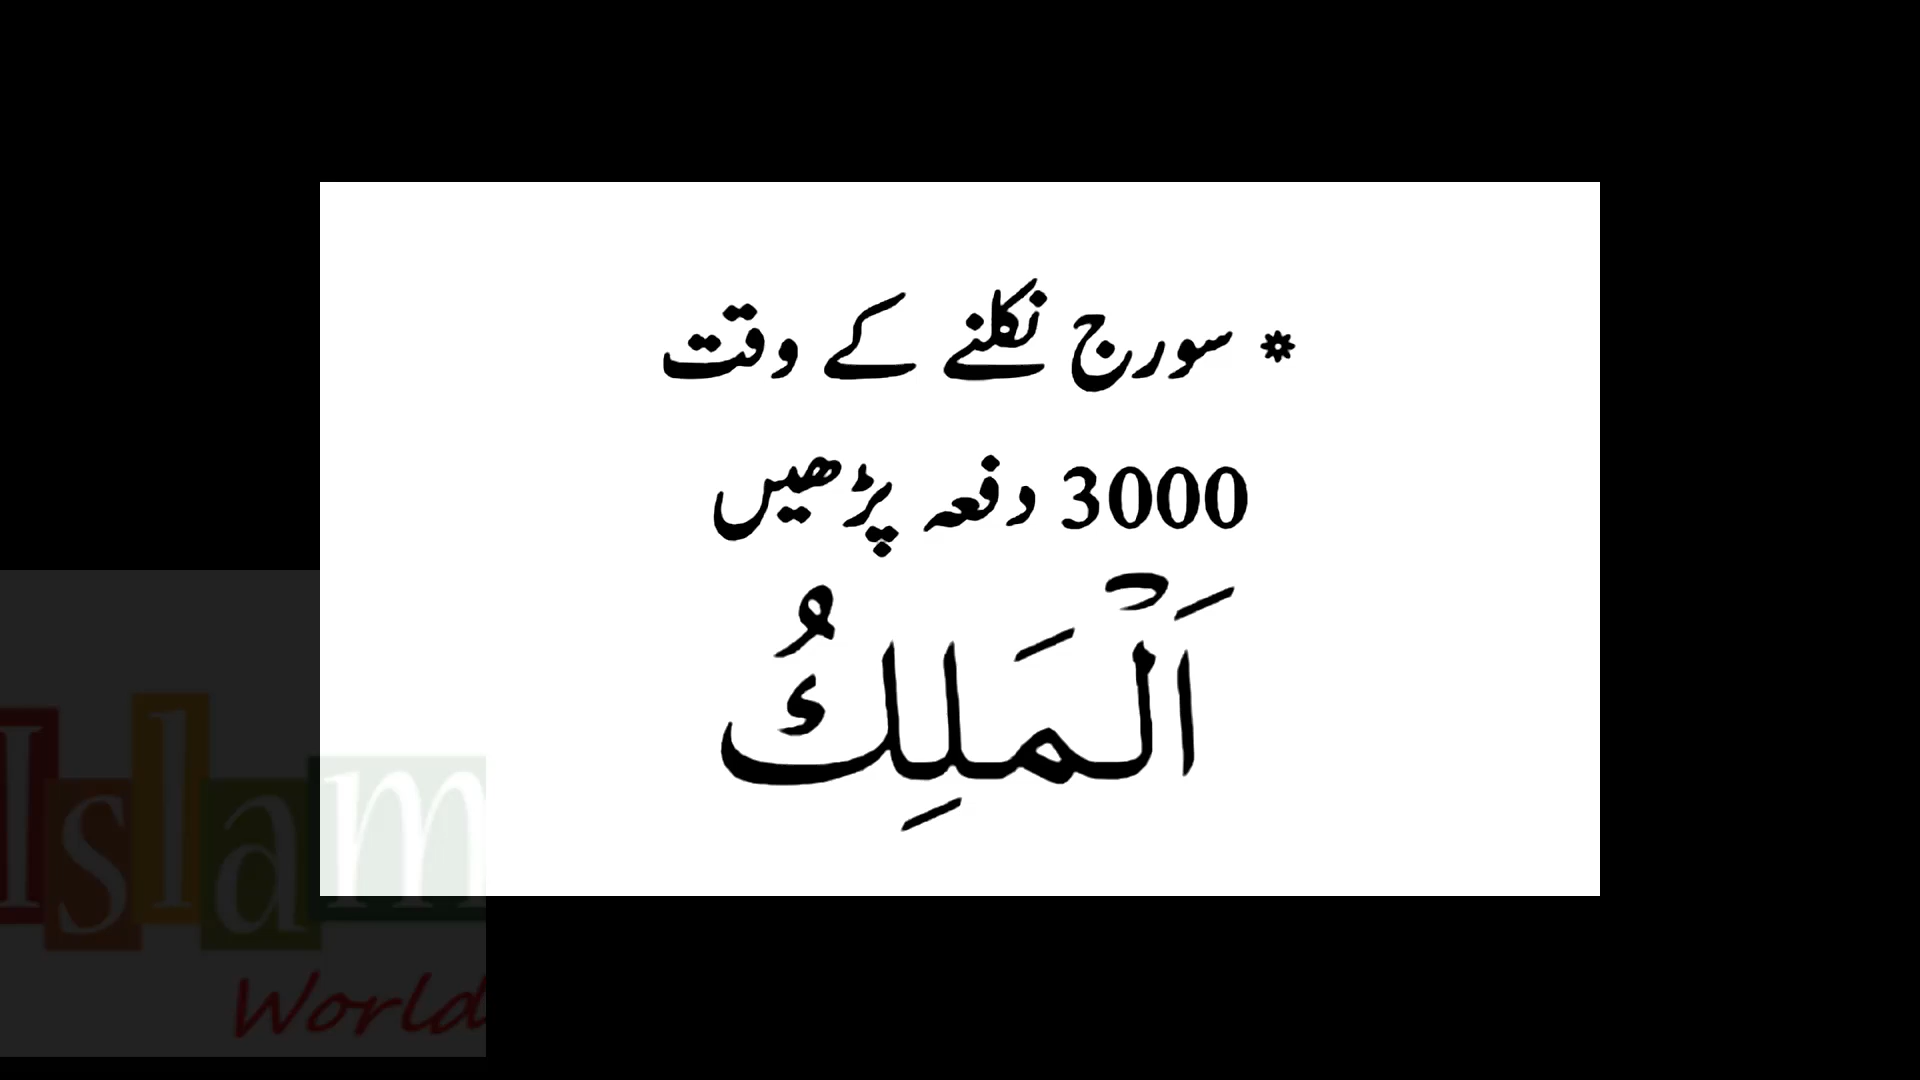 * سورج نکلنے کے وقت
3000 دفعہ پڑھیں
اَلْمَلِكُ
Islam
World